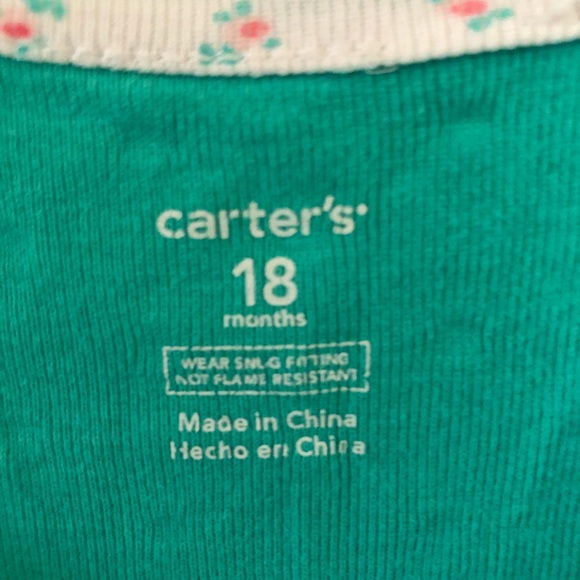 carter's
18
months
WEAR SNUG FITTING
NOT FLAME RESISTANT
Made in China
Hecho en China